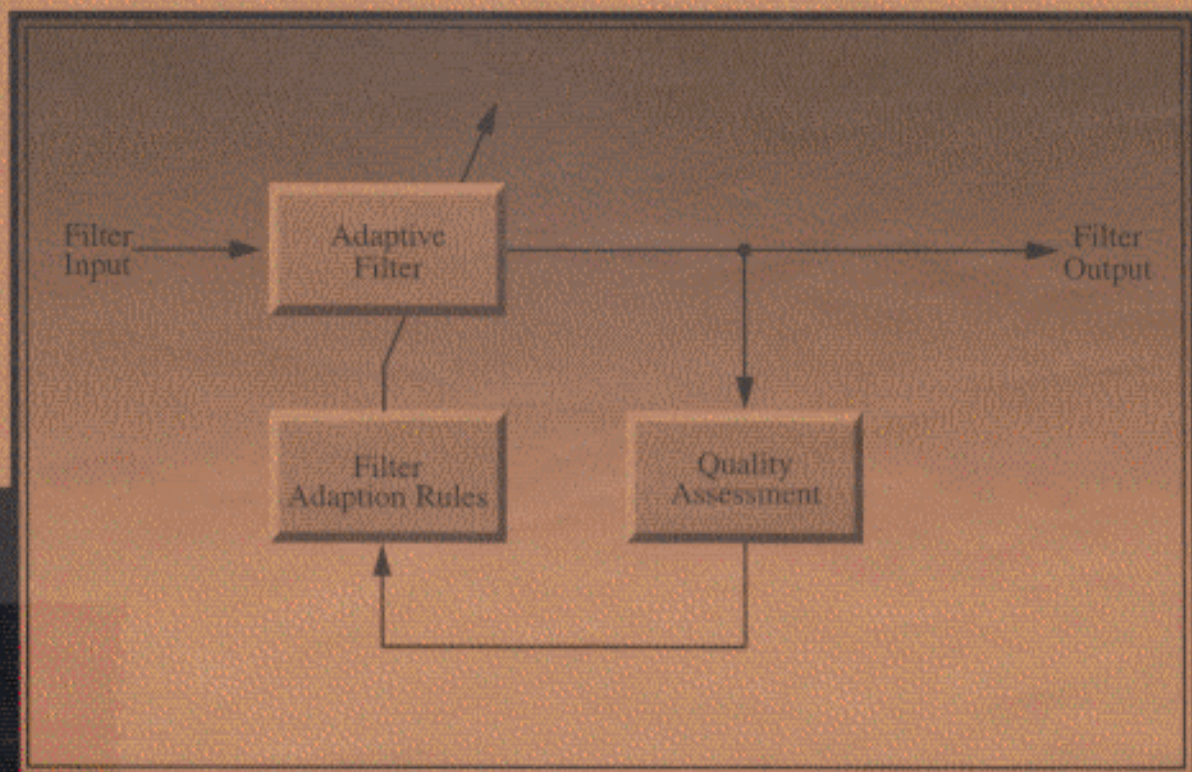 Filter
Input
Adaptive
Filter
Filter
Output
Filter
Adaption Rules
Quality
Assessment